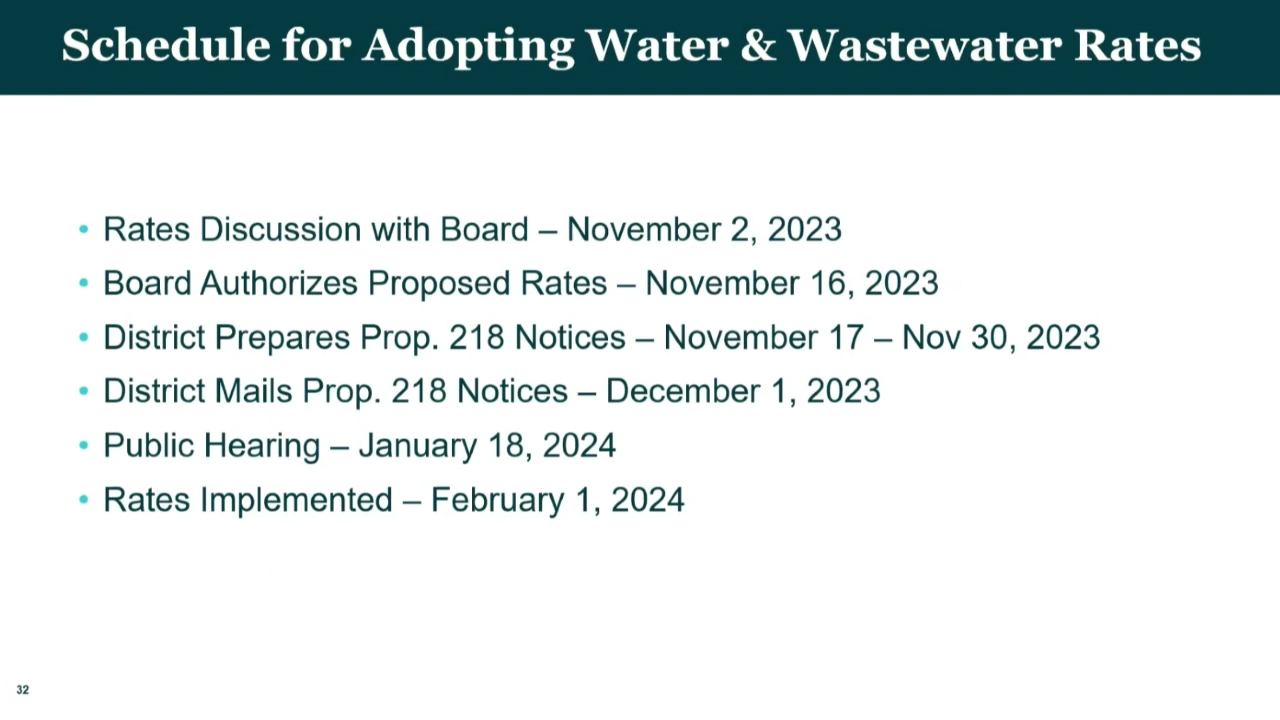 Schedule for Adopting Water & Wastewater Rates
• Rates Discussion with Board – November 2, 2023
• Board Authorizes Proposed Rates – November 16, 2023
• District Prepares Prop. 218 Notices – November 17 – Nov 30, 2023
• District Mails Prop. 218 Notices – December 1, 2023
• Public Hearing – January 18, 2024
• Rates Implemented – February 1, 2024
32